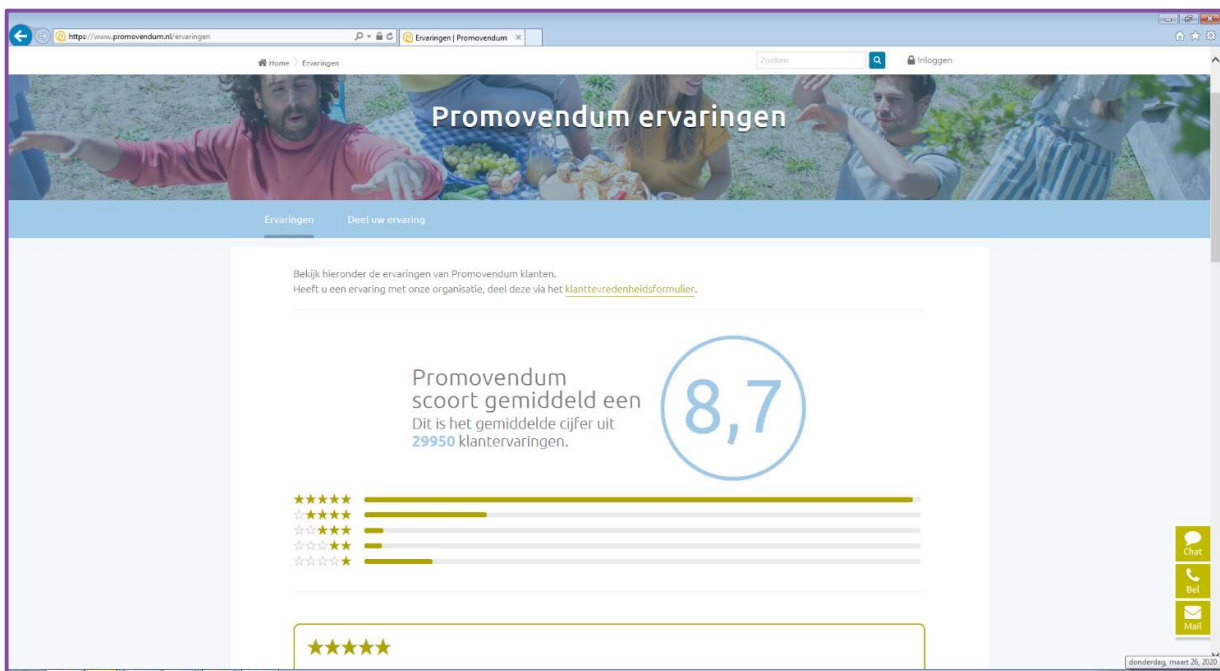 https://www.promovendum.nl/ervaringen
Ervaringen | Promovendum
Home
Ervaringen
Zoeken
Inloggen
Promovendum ervaringen
Ervaringen
Deel uw ervaring
Bekijk hieronder de ervaringen van Promovendum klanten.
Heeft u een ervaring met onze organisatie, deel deze via het klanttevredenheidsformulier.
Promovendum
scoort gemiddeld een
Dit is het gemiddelde cijfer uit
29950 klantervaringen.
8,7
Chat
Bel
Mail
donderdag, maart 26, 2020